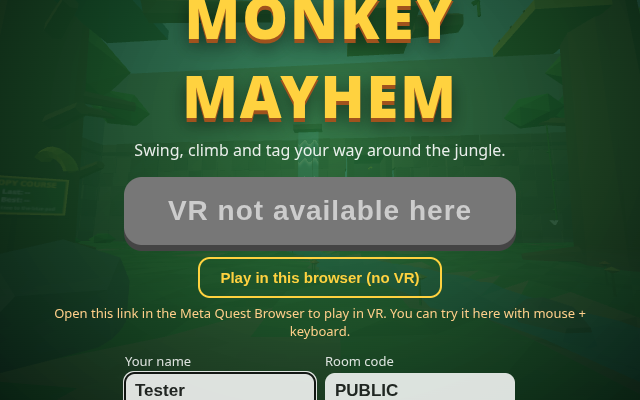 MONKEY
MAYHEM
Swing, climb and tag your way around the jungle.
VR not available here
Play in this browser (no VR)
Open this link in the Meta Quest Browser to play in VR. You can try it here with mouse +
keyboard.
Your name
Room code
Tester
PUBLIC